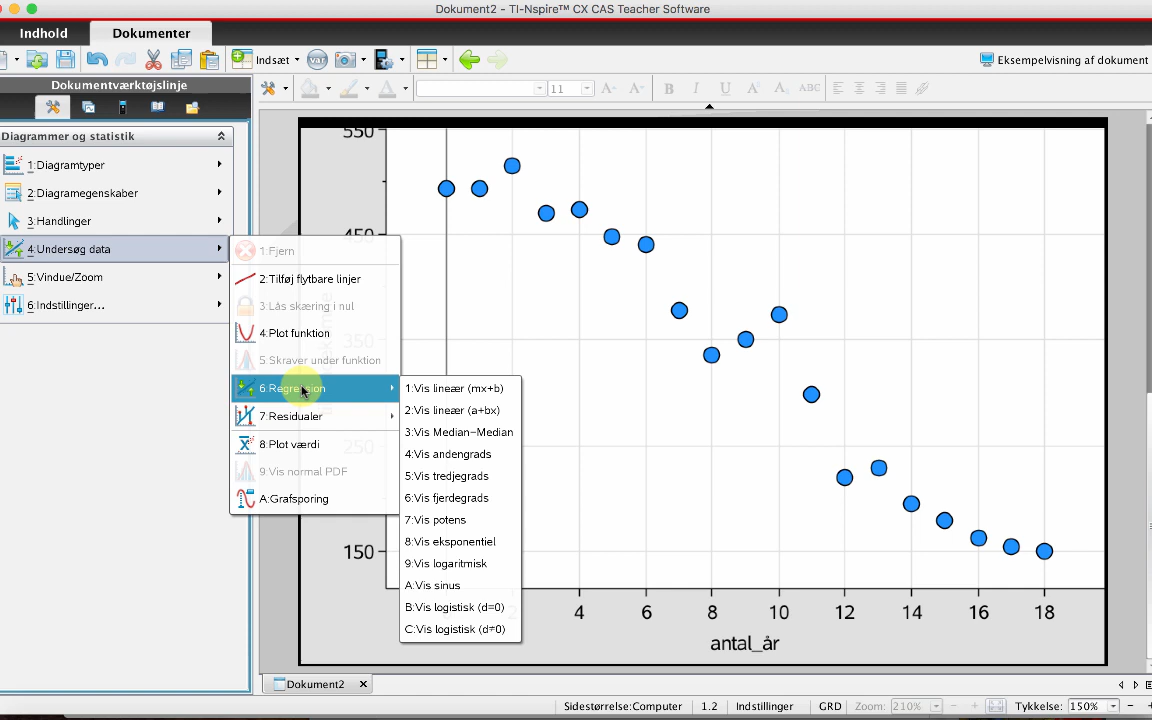 Dokument2 - TI-Nspire™ CX CAS Teacher Software
Indhold
Dokumenter
Indsæt
Eksempelvisning af dokument
Dokumentværktøjslinje
11
B I U A A ABC
Diagrammer og statistik
1:Diagramtyper
2:Diagramegenskaber
3:Handlinger
4:Undersøg data
5:Vindue/Zoom
6:Indstillinger...
1:Fjern
2:Tilføj flytbare linjer
3:Lås skæring i nul
4:Plot funktion
5:Skraver under funktion
6:Regression
7:Residualer
8:Plot værdi
9:Vis normal PDF
A:Grafsporing
1:Vis lineær (mx+b)
2:Vis lineær (a+bx)
3:Vis Median-Median
4:Vis andengrads
5:Vis tredjegrads
6:Vis fjerdegrads
7:Vis potens
8:Vis eksponentiel
9:Vis logaritmisk
A:Vis sinus
B:Vis logistisk (d=0)
C:Vis logistisk (d≠0)
550
450
350
250
150
2 4 6 8 10 12 14 16 18
antal_år
Dokument2
Sidestørrelse:Computer 1.2 Indstillinger GRD Zoom: 210% Tykkelse: 150%